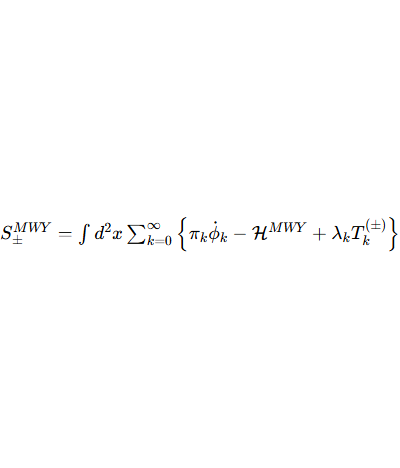 $S_{\pm}^{MWY} = \int d^2x \sum_{k=0}^{\infty} \left\{ \pi_k \dot{\phi}_k - \mathcal{H}^{MWY} + \lambda_k T_k^{(\pm)} \right\}$